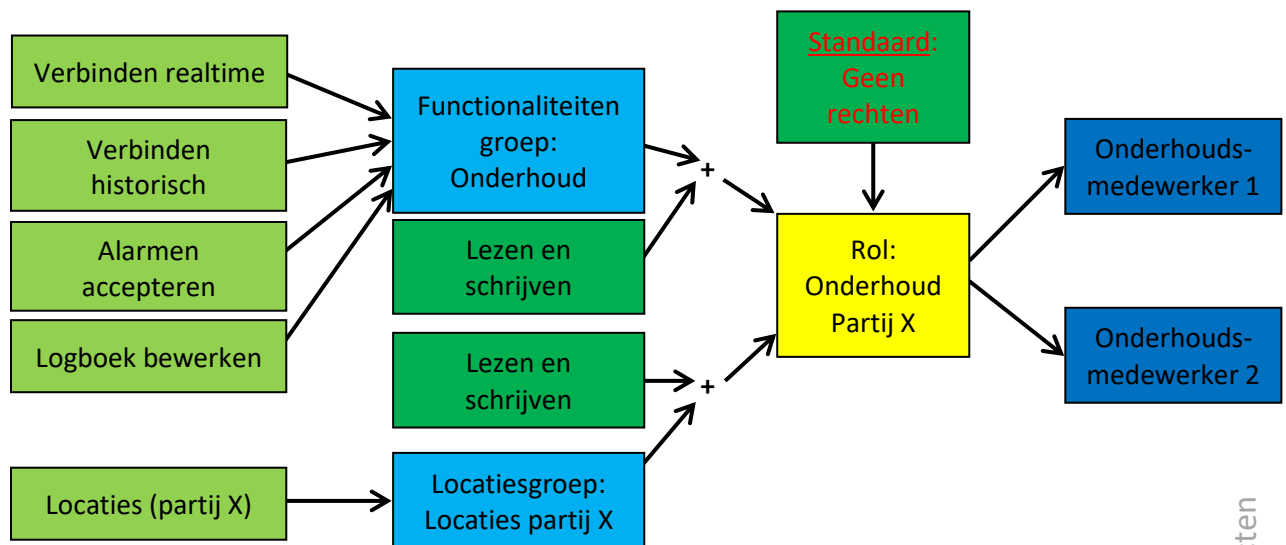 Verbinden realtime
Verbinden
historisch
Alarmen
accepteren
Logboek bewerken
Locaties (partij X)
Functionaliteiten
groep:
Onderhoud
Lezen en
schrijven
Lezen en
schrijven
Locatiesgroep:
Locaties partij X
+
+
Standaard:
Geen
rechten
Rol:
Onderhoud
Partij X
Onderhouds-
medewerker 1
Onderhouds-
medewerker 2